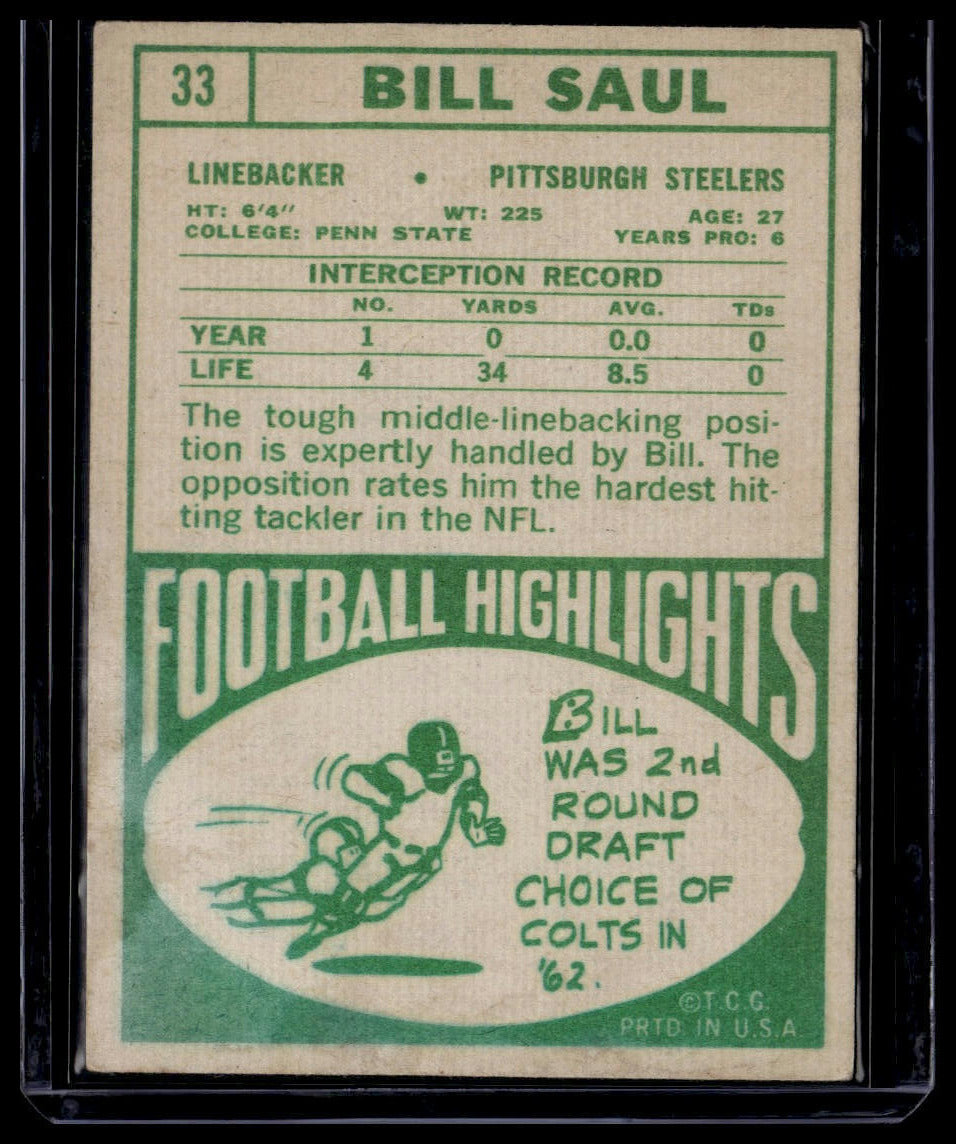 33 BILL SAUL
LINEBACKER • PITTSBURGH STEELERS
HT: 6'4" WT: 225 AGE: 27
COLLEGE: PENN STATE YEARS PRO: 6
INTERCEPTION RECORD
NO. YARDS AVG. TDs
YEAR 1 0 0.0 0
LIFE 4 34 8.5 0
The tough middle-linebacking posi-
tion is expertly handled by Bill. The
opposition rates him the hardest hit-
ting tackler in the NFL.
FOOTBALL HIGHLIGHTS
BILL
WAS 2nd
ROUND
DRAFT
CHOICE OF
COLTS IN
'62.
©T.C.G.
PRTD IN U.S.A.